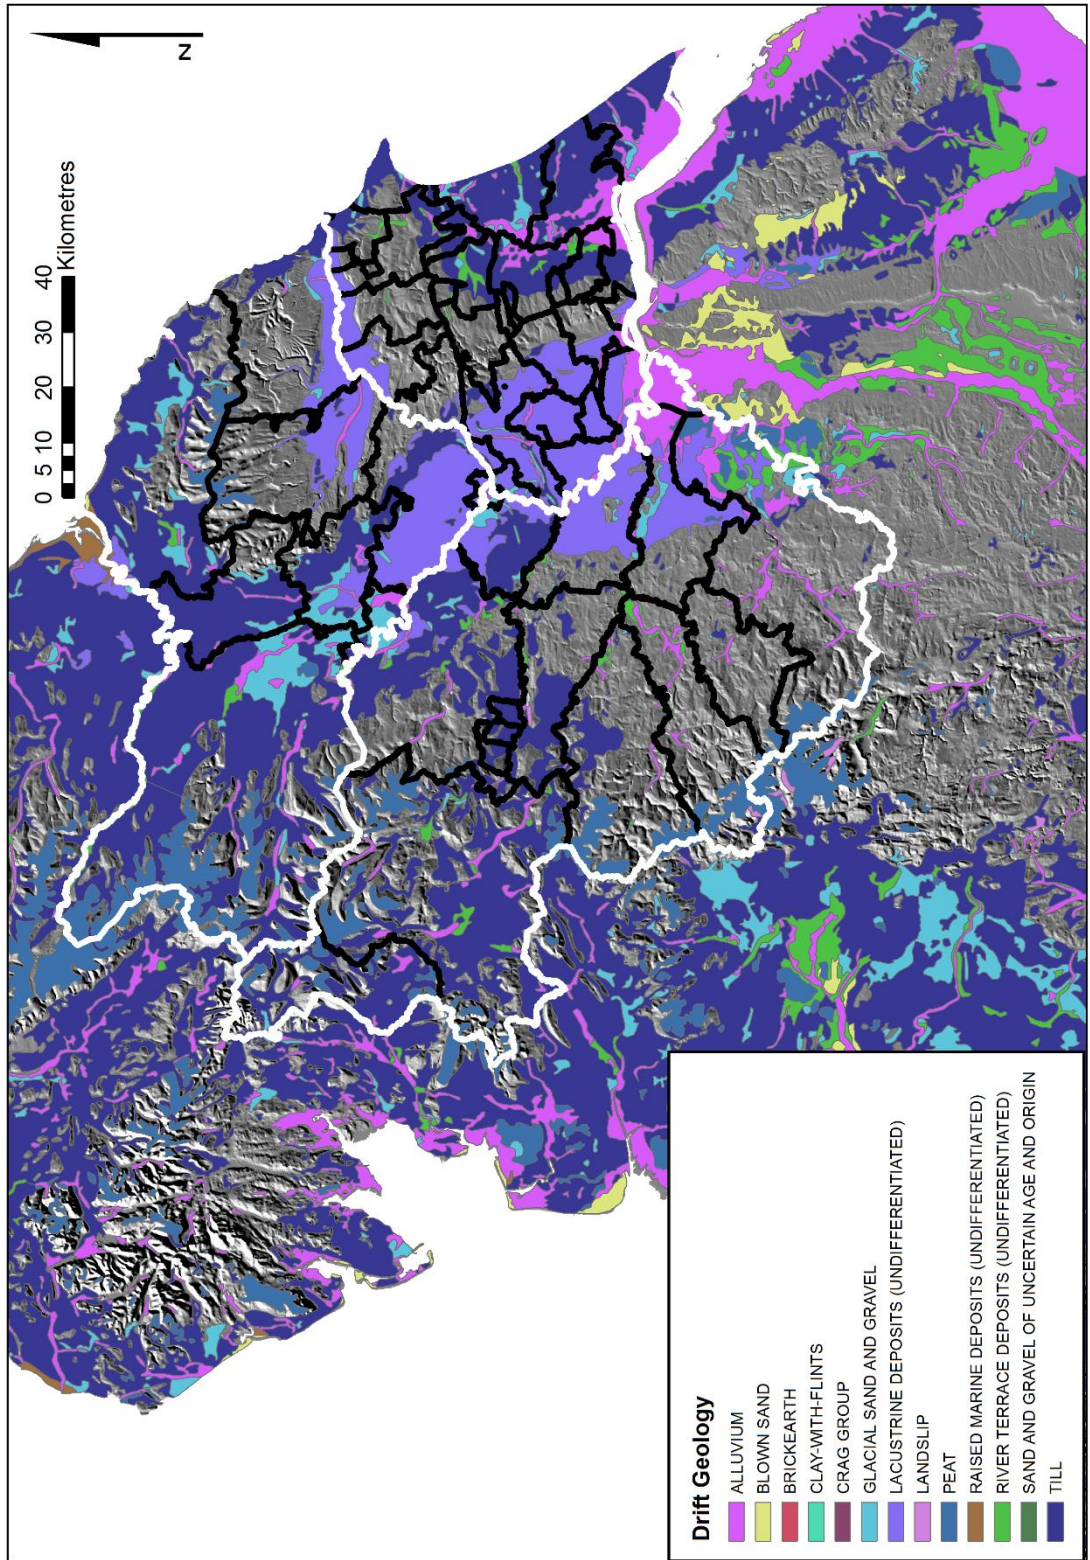 N
0 5 10 20 30 40
Kilometres
Drift Geology
ALLUVIUM
BLOWN SAND
BRICKEARTH
CLAY-WITH-FLINTS
CRAG GROUP
GLACIAL SAND AND GRAVEL
LACUSTRINE DEPOSITS (UNDIFFERENTIATED)
LANDSLIP
PEAT
RAISED MARINE DEPOSITS (UNDIFFERENTIATED)
RIVER TERRACE DEPOSITS (UNDIFFERENTIATED)
SAND AND GRAVEL OF UNCERTAIN AGE AND ORIGIN
TILL